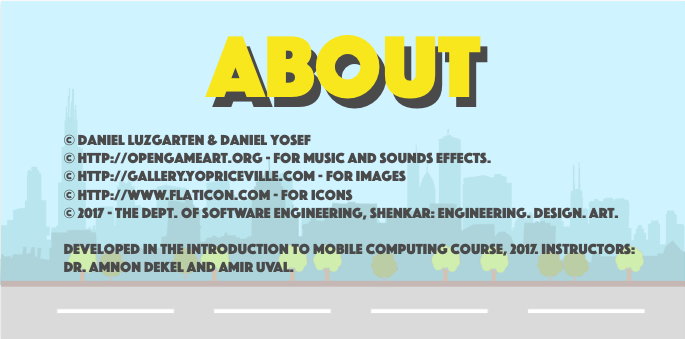 ABOUT
© DANIEL LUZGARTEN & DANIEL YOSEF
© HTTP://OPENGAMEART.ORG - FOR MUSIC AND SOUNDS EFFECTS.
© HTTP://GALLERY.YOPRICEVILLE.COM - FOR IMAGES
© HTTP://WWW.FLATICON.COM - FOR ICONS
© 2017 - THE DEPT. OF SOFTWARE ENGINEERING, SHENKAR: ENGINEERING. DESIGN. ART.
DEVELOPED IN THE INTRODUCTION TO MOBILE COMPUTING COURSE, 2017. INSTRUCTORS:
DR. AMNON DEKEL AND AMIR UVAL.